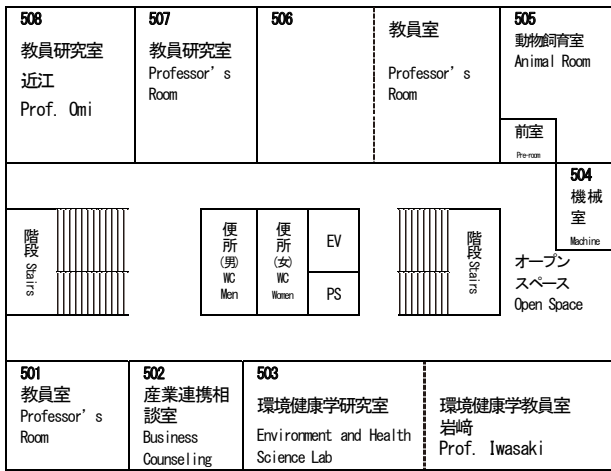 508
教員研究室
近江
Prof. Omi
507
教員研究室
Professor's
Room
506
教員室
Professor's
Room
505
動物飼育室
Animal Room
前室
Pre-room
504
機械
室
Machine
階段 Stairs
便所
(男)
WC
Men
便所
(女)
WC
Women
EV
PS
階段 Stairs
オープン
スペース
Open Space
501
教員室
Professor's
Room
502
産業連携相
談室
Business
Counseling
503
環境健康学研究室
Environment and Health
Science Lab
環境健康学教員室
岩﨑
Prof. Iwasaki